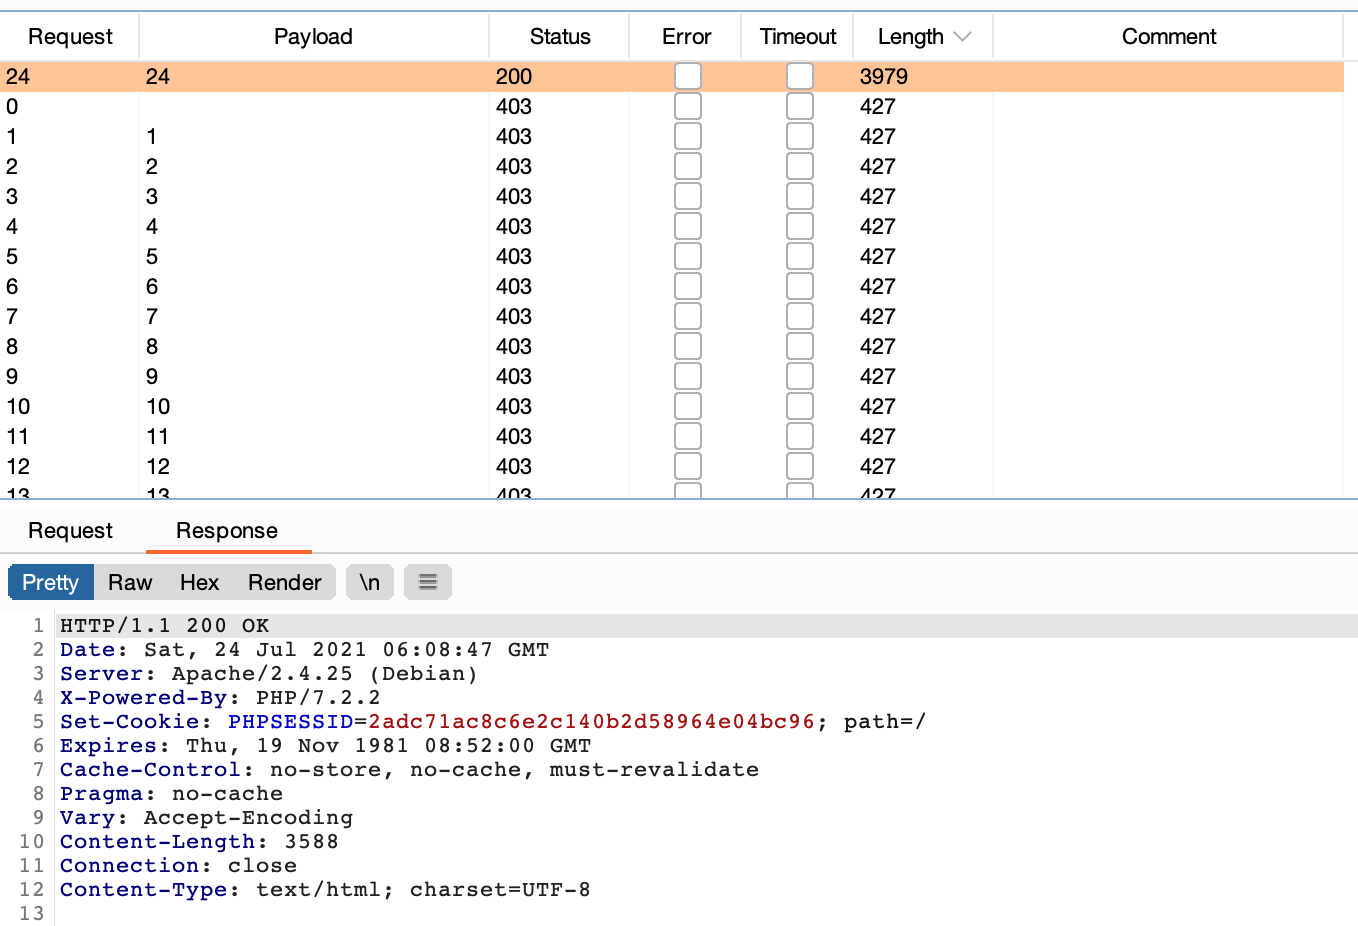 Request Payload Status Error Timeout Length Comment
24 24 200 3979
0 403 427
1 1 403 427
2 2 403 427
3 3 403 427
4 4 403 427
5 5 403 427
6 6 403 427
7 7 403 427
8 8 403 427
9 9 403 427
10 10 403 427
11 11 403 427
12 12 403 427
13 13 403 427
Request Response
Pretty Raw Hex Render \n
1 HTTP/1.1 200 OK
2 Date: Sat, 24 Jul 2021 06:08:47 GMT
3 Server: Apache/2.4.25 (Debian)
4 X-Powered-By: PHP/7.2.2
5 Set-Cookie: PHPSESSID=2adc71ac8c6e2c140b2d58964e04bc96; path=/
6 Expires: Thu, 19 Nov 1981 08:52:00 GMT
7 Cache-Control: no-store, no-cache, must-revalidate
8 Pragma: no-cache
9 Vary: Accept-Encoding
10 Content-Length: 3588
11 Connection: close
12 Content-Type: text/html; charset=UTF-8
13